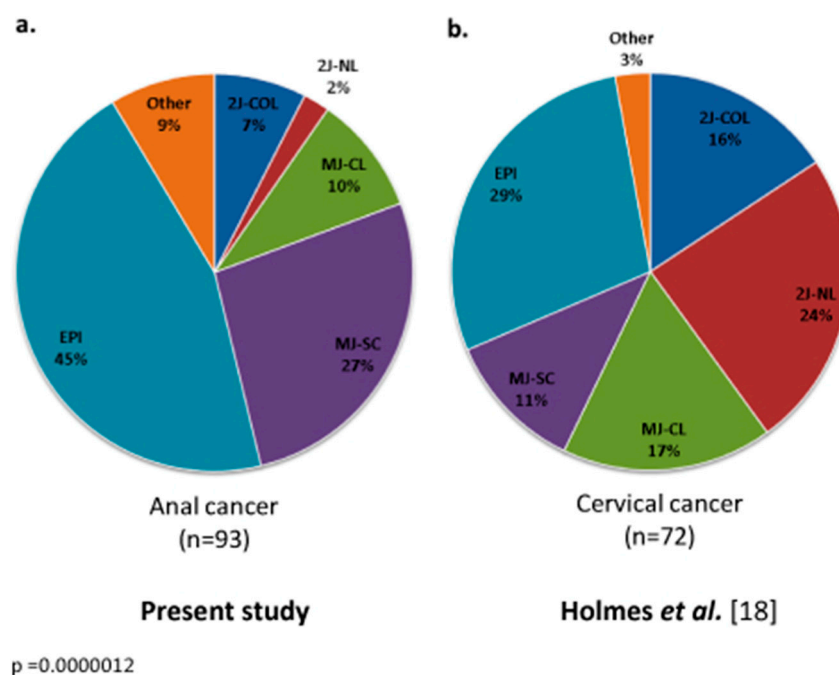 a.
Other
9%
2J-COL
7%
2J-NL
2%
MJ-CL
10%
MJ-SC
27%
EPI
45%
Anal cancer
(n=93)
Present study
b.
Other
3%
2J-COL
16%
2J-NL
24%
MJ-CL
17%
MJ-SC
11%
EPI
29%
Cervical cancer
(n=72)
Holmes et al. [18]
p =0.0000012